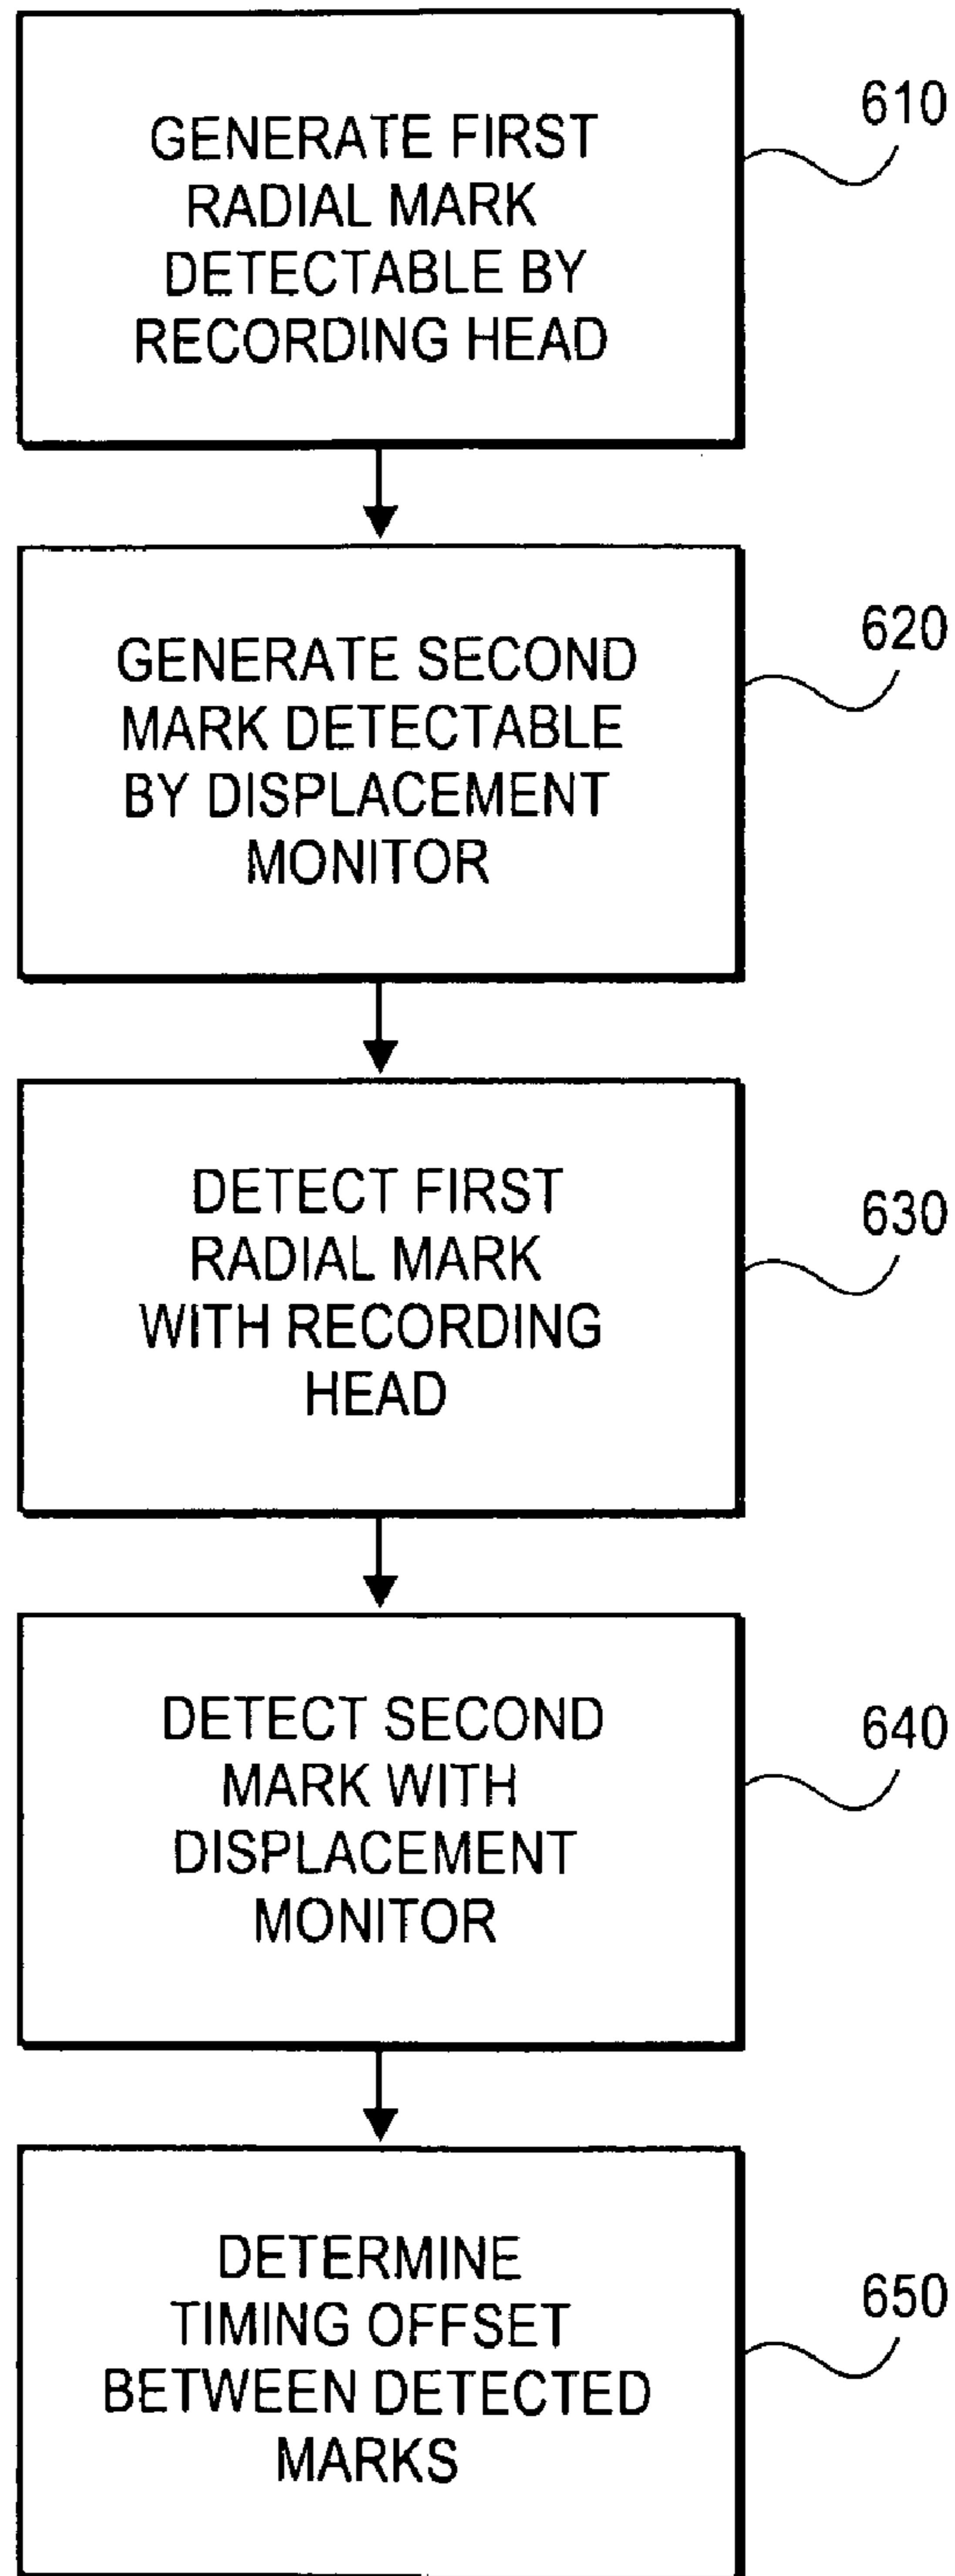 GENERATE FIRST
RADIAL MARK
DETECTABLE BY
RECORDING HEAD
610
GENERATE SECOND
MARK DETECTABLE
BY DISPLACEMENT
MONITOR
620
DETECT FIRST
RADIAL MARK
WITH RECORDING
HEAD
630
DETECT SECOND
MARK WITH
DISPLACEMENT
MONITOR
640
DETERMINE
TIMING OFFSET
BETWEEN DETECTED
MARKS
650